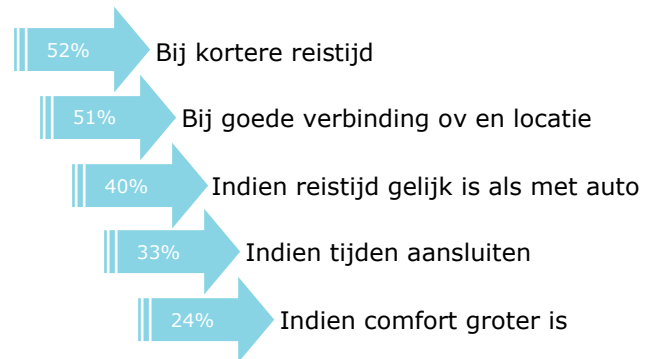 52% Bij kortere reistijd
51% Bij goede verbinding ov en locatie
40% Indien reistijd gelijk is als met auto
33% Indien tijden aansluiten
24% Indien comfort groter is